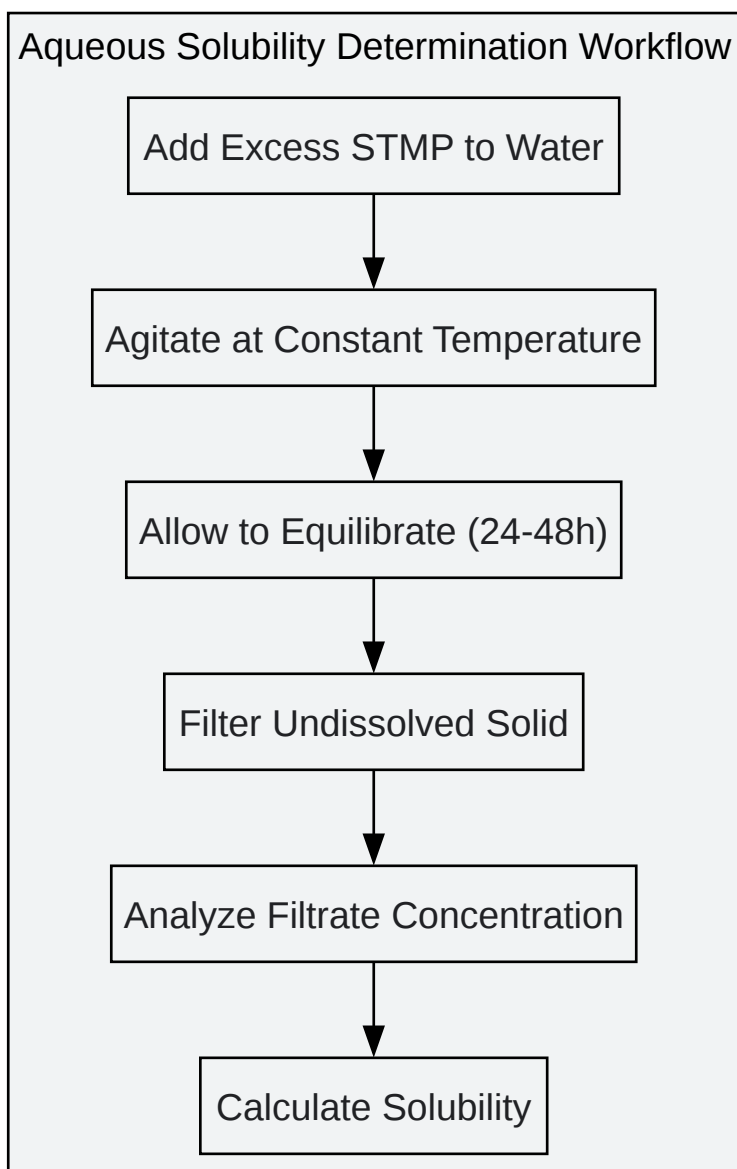 Aqueous Solubility Determination Workflow
Add Excess STMP to Water
Agitate at Constant Temperature
Allow to Equilibrate (24-48h)
Filter Undissolved Solid
Analyze Filtrate Concentration
Calculate Solubility